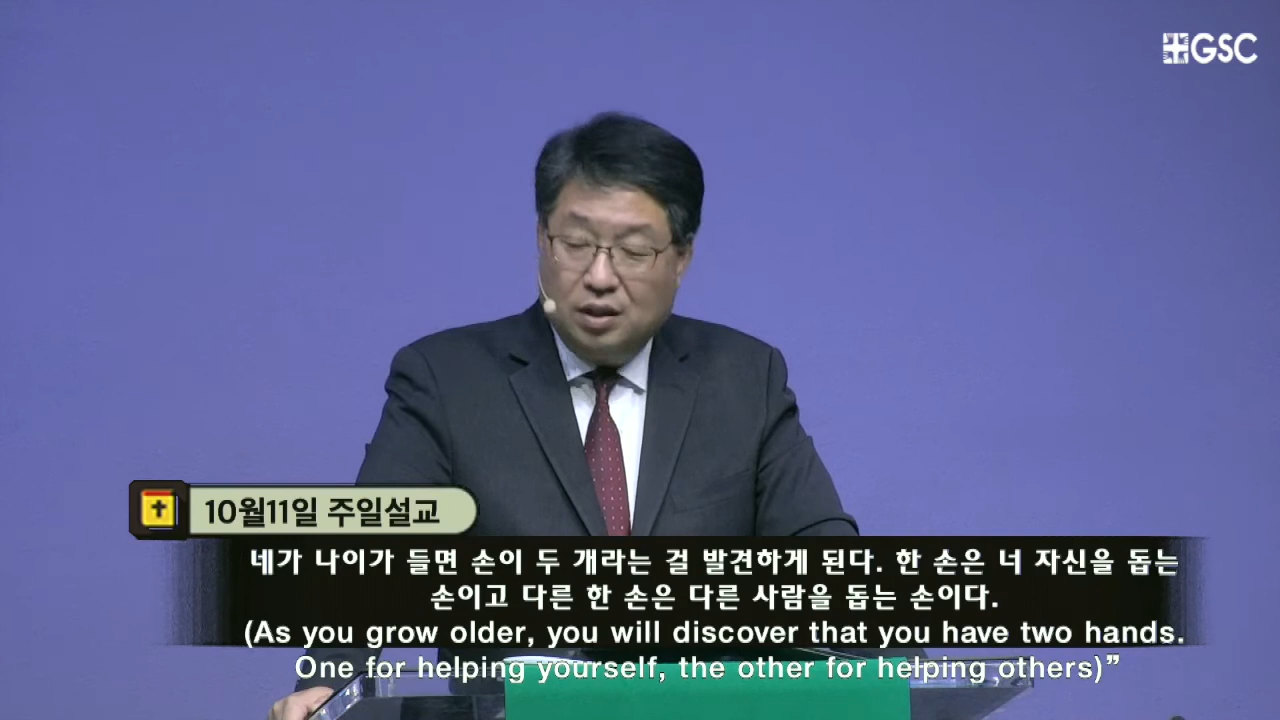 GSC
10월11일 주일설교
네가 나이가 들면 손이 두 개라는 걸 발견하게 된다. 한 손은 너 자신을 돕는
손이고 다른 한 손은 다른 사람을 돕는 손이다.
(As you grow older, you will discover that you have two hands.
One for helping yourself, the other for helping others)”